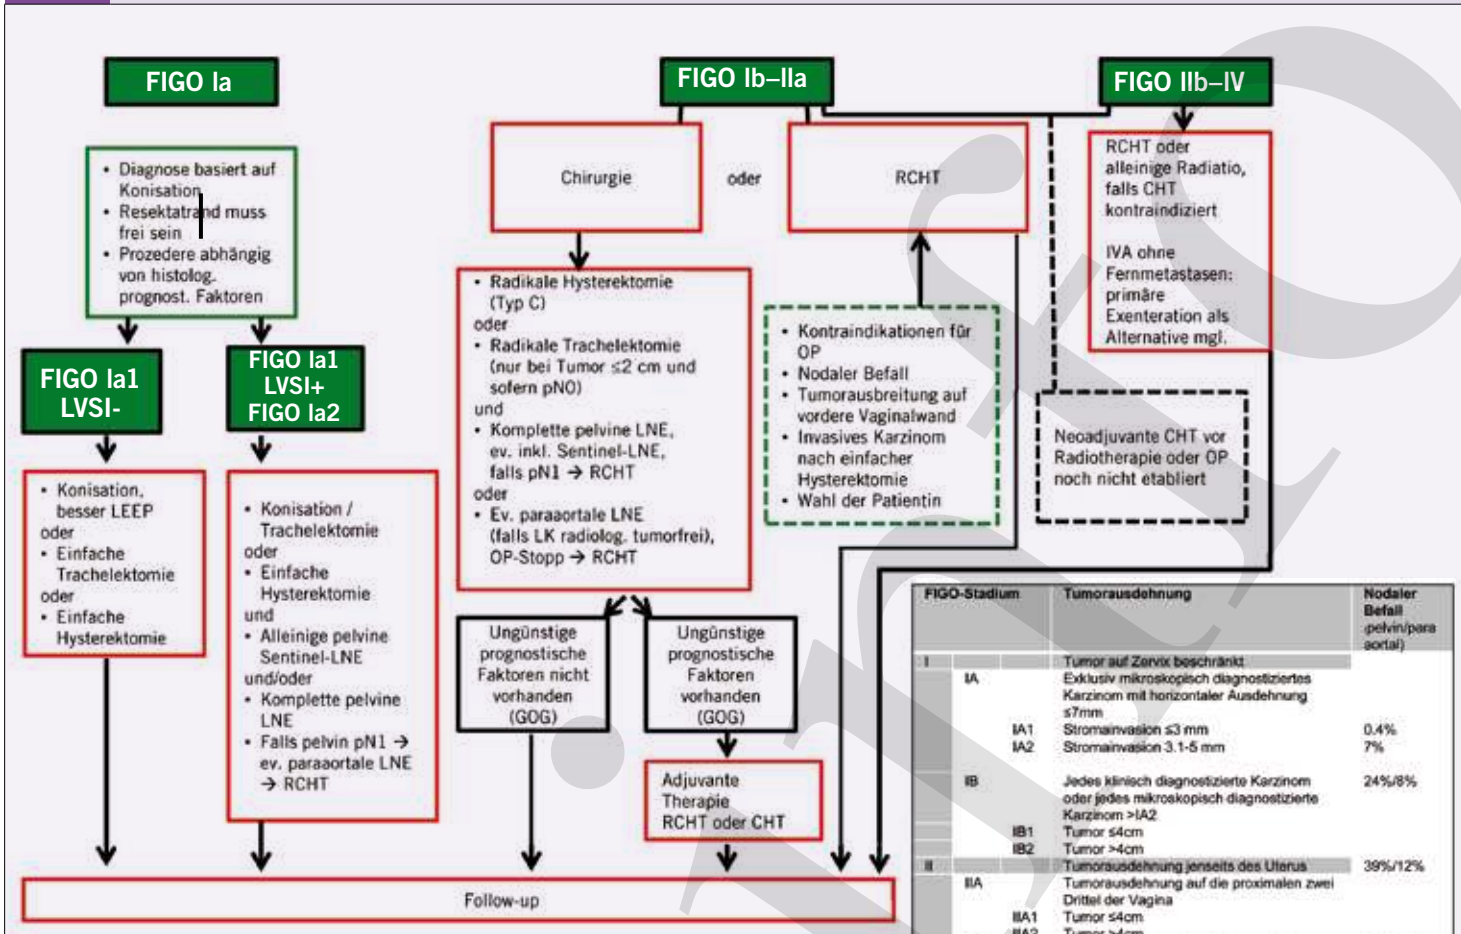 FIGO Ia
FIGO Ib–IIa
FIGO IIb–IV
• Diagnose basiert auf
Konisation
• Resektatrand muss
frei sein
• Prozedere abhängig
von histolog.
prognost. Faktoren
FIGO Ia1
LVSI-
FIGO Ia1
LVSI+
FIGO Ia2
• Konisation,
besser LEEP
oder
• Einfache
Trachelektomie
oder
• Einfache
Hysterektomie
• Konisation /
Trachelektomie
oder
• Einfache
Hysterektomie
und
• Alleinige pelvine
Sentinel-LNE
und/oder
• Komplette pelvine
LNE
• Falls pelvin pN1 →
ev. paraaortale LNE
→ RCHT
Chirurgie
oder
RCHT
• Radikale Hysterektomie
(Typ C)
oder
• Radikale Trachelektomie
(nur bei Tumor ≤2 cm und
sofern pN0)
und
• Komplette pelvine LNE,
ev. inkl. Sentinel-LNE,
falls pN1 → RCHT
oder
• Ev. paraaortale LNE
(falls LK radiolog. tumorfrei),
OP-Stopp → RCHT
• Kontraindikationen für
OP
• Nodaler Befall
• Tumorausbreitung auf
vordere Vaginalwand
• Invasives Karzinom
nach einfacher
Hysterektomie
• Wahl der Patientin
RCHT oder
alleinige Radiatio,
falls CHT
kontraindiziert
IVA ohne
Fernmetastasen:
primäre
Exenteration als
Alternative mgl.
Neoadjuvante CHT vor
Radiotherapie oder OP
noch nicht etabliert
Ungünstige
prognostische
Faktoren nicht
vorhanden
(GOG)
Ungünstige
prognostische
Faktoren
vorhanden
(GOG)
Adjuvante
Therapie
RCHT oder CHT
Follow-up
FIGO-Stadium Tumorausdehnung Nodaler
Befall
(pelvin/para
aortal)
I Tumor auf Zervix beschränkt
IA Exklusiv mikroskopisch diagnostiziertes
Karzinom mit horizontaler Ausdehnung
≤7mm
IA1 Stromainvasion ≤3 mm 0.4%
IA2 Stromainvasion 3.1-5 mm 7%
IB Jedes klinisch diagnostizierte Karzinom 24%/8%
oder jedes mikroskopisch diagnostizierte
Karzinom >IA2
IB1 Tumor ≤4cm
IB2 Tumor >4cm
II Tumorausdehnung jenseits des Uterus 39%/12%
IIA Tumorausdehnung auf die proximalen zwei
Drittel der Vagina
IIA1 Tumor ≤4cm
IIA2 Tumor >4cm